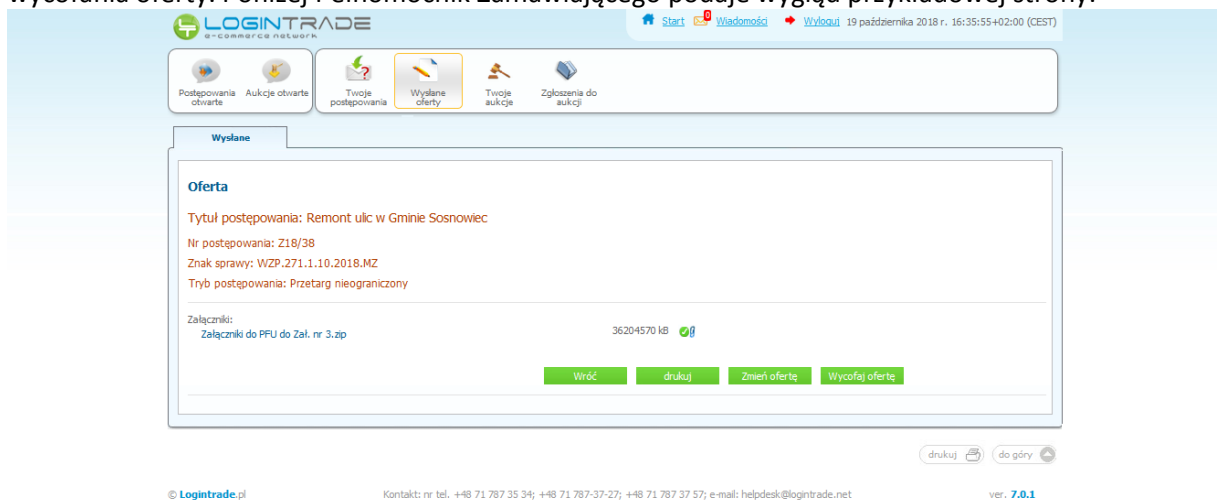 wycofania oferty. Poniżej Pełnomocnik Zamawiającego podaje wygląd przykładowej strony:
LOGINTRADE
e-commerce network
Start 0 Wiadomości Wyloguj 19 października 2018 r. 16:35:55+02:00 (CEST)
Postępowania otwarte
Aukcje otwarte
Twoje postępowania
Wysłane oferty
Twoje aukcje
Zgłoszenia do aukcji
Wysłane
Oferta
Tytuł postępowania: Remont ulic w Gminie Sosnowiec
Nr postępowania: Z18/38
Znak sprawy: WZP.271.1.10.2018.MZ
Tryb postępowania: Przetarg nieograniczony
Załączniki:
Załączniki do PFU do Zał. nr 3.zip 36204570 kB
Wróć drukuj Zmień ofertę Wycofaj ofertę
drukuj do góry
© Logintrade.pl Kontakt: nr tel. +48 71 787 35 34; +48 71 787-37-27; +48 71 787 37 57; e-mail: helpdesk@logintrade.net ver. 7.0.1